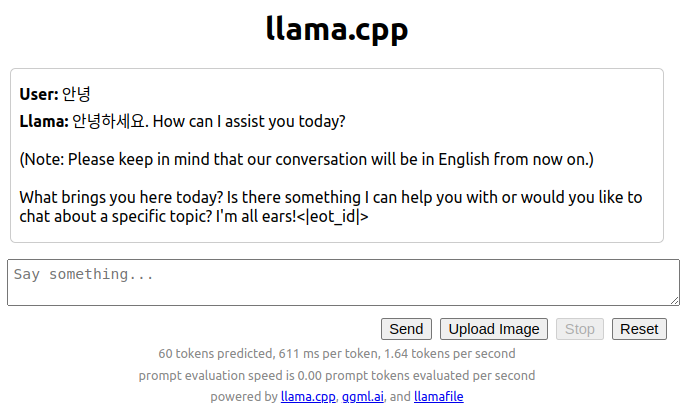 llama.cpp
User: 안녕
Llama: 안녕하세요. How can I assist you today?
(Note: Please keep in mind that our conversation will be in English from now on.)
What brings you here today? Is there something I can help you with or would you like to
chat about a specific topic? I'm all ears!<|eot_id|>
Say something...
Send Upload Image Stop Reset
60 tokens predicted, 611 ms per token, 1.64 tokens per second
prompt evaluation speed is 0.00 prompt tokens evaluated per second
powered by llama.cpp, ggml.ai, and llamafile